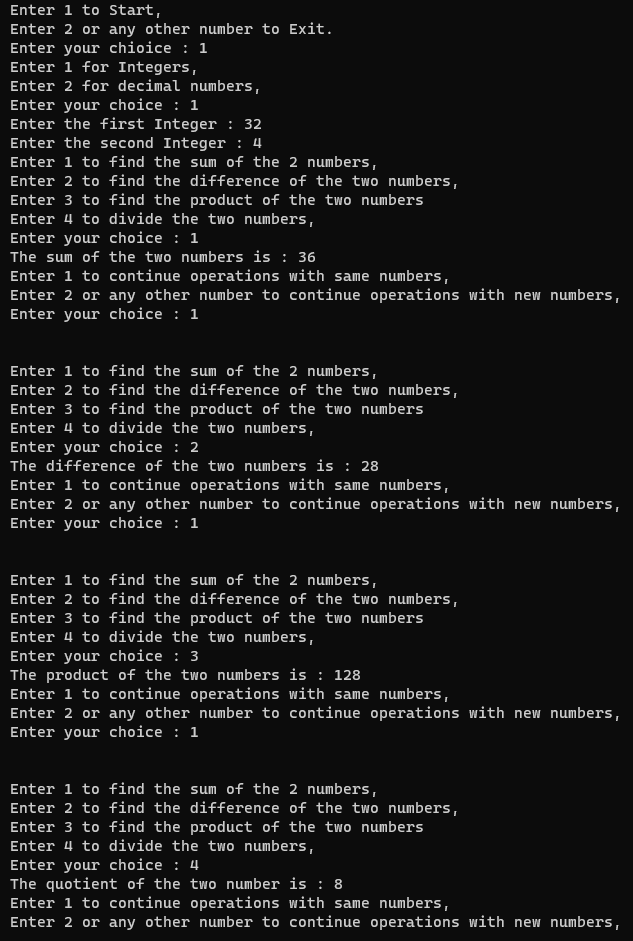 Enter 1 to Start,
Enter 2 or any other number to Exit.
Enter your chioice : 1
Enter 1 for Integers,
Enter 2 for decimal numbers,
Enter your choice : 1
Enter the first Integer : 32
Enter the second Integer : 4
Enter 1 to find the sum of the 2 numbers,
Enter 2 to find the difference of the two numbers,
Enter 3 to find the product of the two numbers
Enter 4 to divide the two numbers,
Enter your choice : 1
The sum of the two numbers is : 36
Enter 1 to continue operations with same numbers,
Enter 2 or any other number to continue operations with new numbers,
Enter your choice : 1
Enter 1 to find the sum of the 2 numbers,
Enter 2 to find the difference of the two numbers,
Enter 3 to find the product of the two numbers
Enter 4 to divide the two numbers,
Enter your choice : 2
The difference of the two numbers is : 28
Enter 1 to continue operations with same numbers,
Enter 2 or any other number to continue operations with new numbers,
Enter your choice : 1
Enter 1 to find the sum of the 2 numbers,
Enter 2 to find the difference of the two numbers,
Enter 3 to find the product of the two numbers
Enter 4 to divide the two numbers,
Enter your choice : 3
The product of the two numbers is : 128
Enter 1 to continue operations with same numbers,
Enter 2 or any other number to continue operations with new numbers,
Enter your choice : 1
Enter 1 to find the sum of the 2 numbers,
Enter 2 to find the difference of the two numbers,
Enter 3 to find the product of the two numbers
Enter 4 to divide the two numbers,
Enter your choice : 4
The quotient of the two number is : 8
Enter 1 to continue operations with same numbers,
Enter 2 or any other number to continue operations with new numbers,